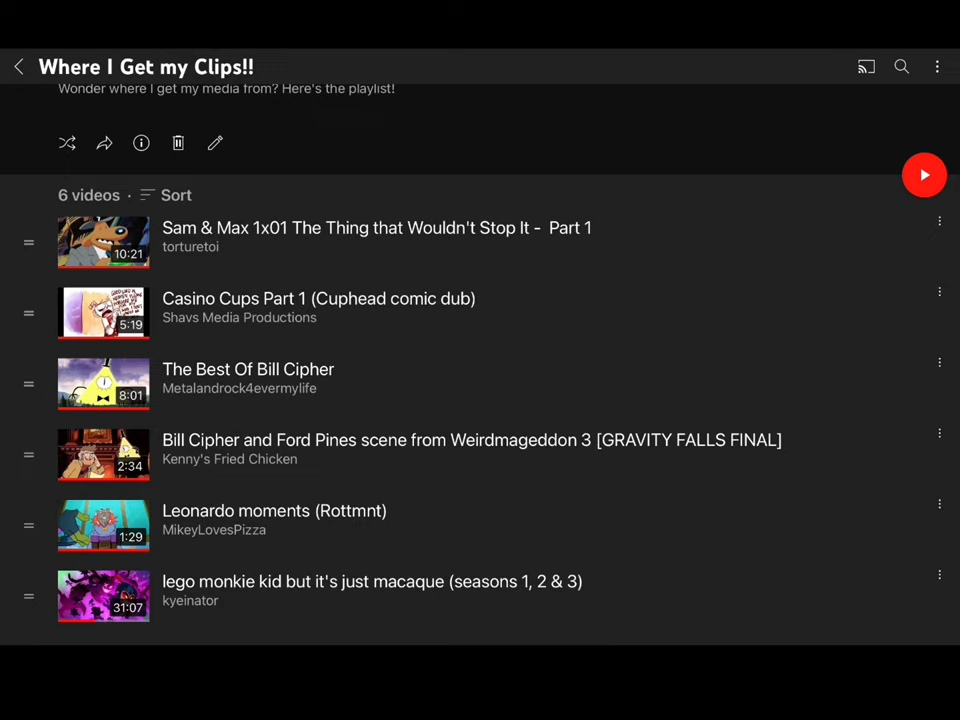 Where I Get my Clips!!
Wonder where I get my media from? Here's the playlist!
6 videos · Sort
Sam & Max 1x01 The Thing that Wouldn't Stop It - Part 1
torturetoi
10:21
Casino Cups Part 1 (Cuphead comic dub)
Shavs Media Productions
5:19
The Best Of Bill Cipher
Metalandrock4evermylife
8:01
Bill Cipher and Ford Pines scene from Weirdmageddon 3 [GRAVITY FALLS FINAL]
Kenny's Fried Chicken
2:34
Leonardo moments (Rottmnt)
MikeyLovesPizza
1:29
lego monkie kid but it's just macaque (seasons 1, 2 & 3)
kyeinator
31:07